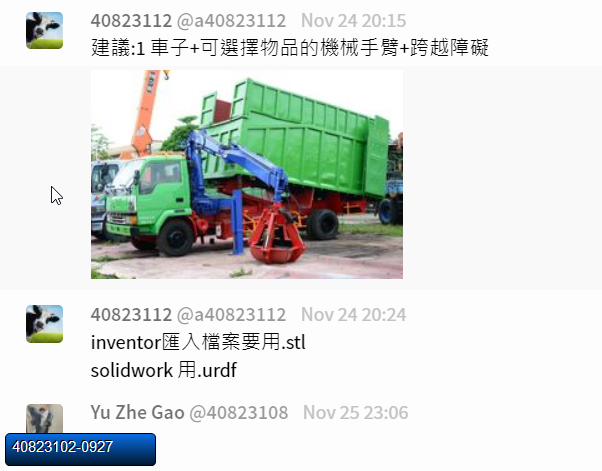 40823112 @a40823112 Nov 24 20:15
建議:1 車子+可選擇物品的機械手臂+跨越障礙
40823112 @a40823112 Nov 24 20:24
inventor匯入檔案要用.stl
solidwork 用.urdf
Yu Zhe Gao @40823108 Nov 25 23:06
40823102-0927